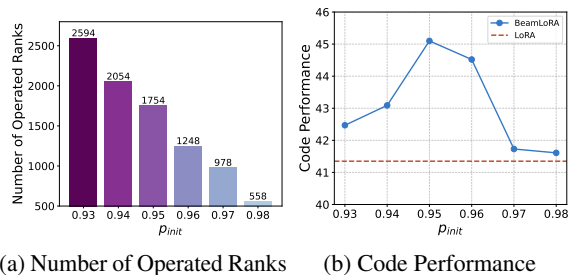 Number of Operated Ranks
2500
2000
1500
1000
500
2594
2054
1754
1248
978
558
0.93 0.94 0.95 0.96 0.97 0.98
p_init
Code Performance
46
45
44
43
42
41
40
BeamLoRA
LoRA
0.93 0.94 0.95 0.96 0.97 0.98
p_init
(a) Number of Operated Ranks
(b) Code Performance